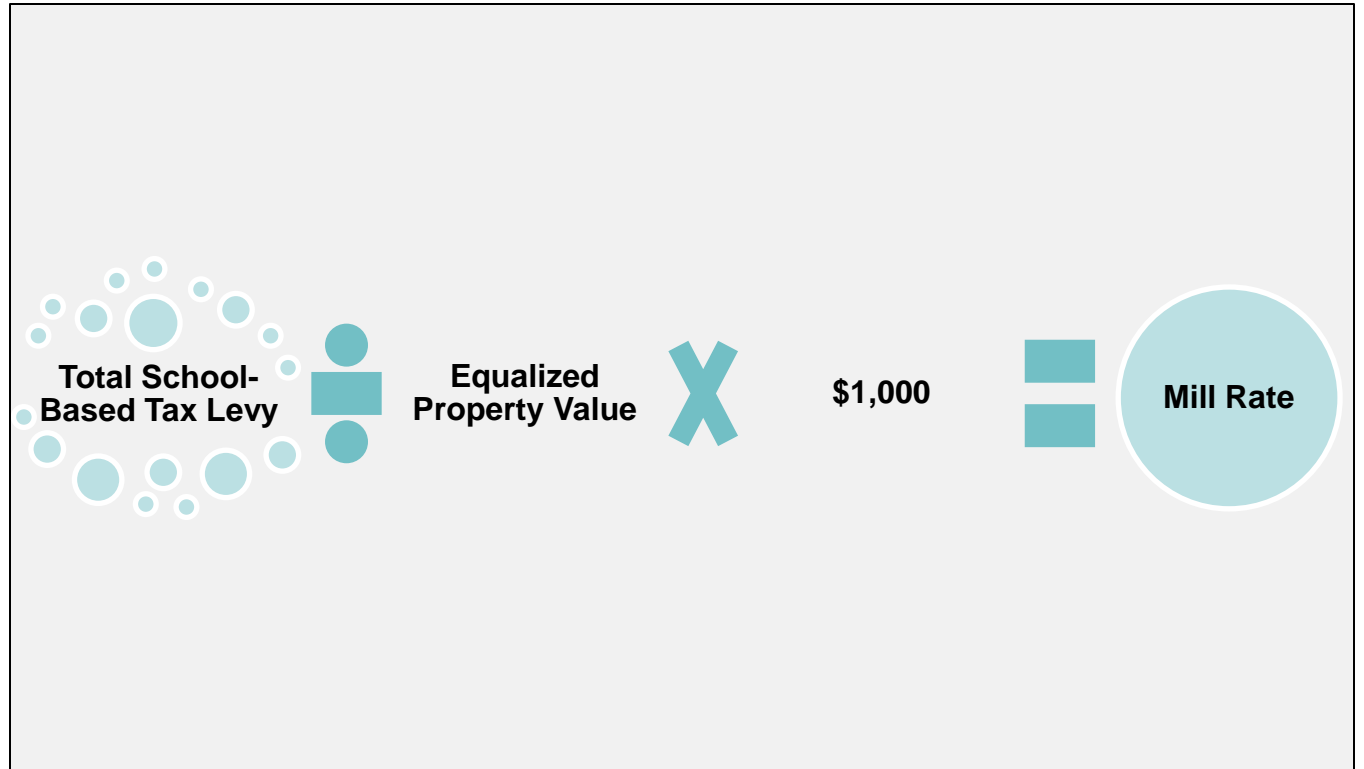 Total School-
Based Tax Levy
Equalized
Property Value
$1,000
Mill Rate